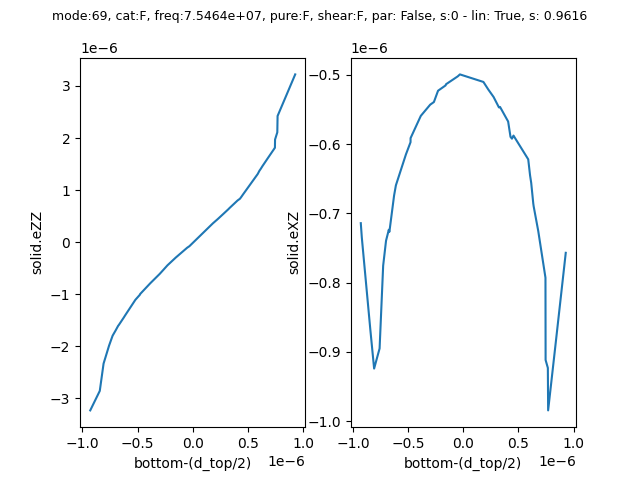 mode:69, cat:F, freq:7.5464e+07, pure:F, shear:F, par: False, s:0 - lin: True, s: 0.9616
1e−6
3
2
1
0
−1
−2
−3
solid.eZZ
−1.0
−0.5
0.0
0.5
1.0
bottom-(d_top/2)
1e−6
1e−6
−0.5
−0.6
−0.7
−0.8
−0.9
−1.0
solid.eXZ
−1.0
−0.5
0.0
0.5
1.0
bottom-(d_top/2)
1e−6